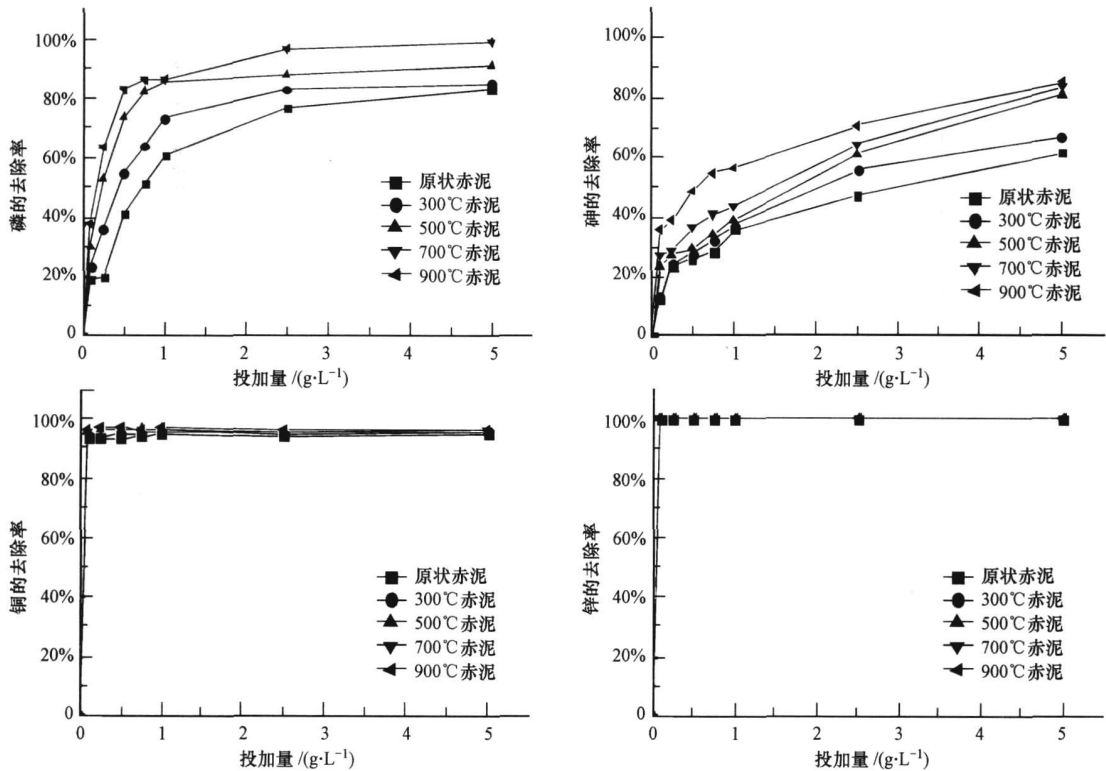 100%
80%
60%
40%
20%
0
磷的去除率
原状赤泥
300℃赤泥
500℃赤泥
700℃赤泥
900℃赤泥
0 1 2 3 4 5
投加量/(g·L⁻¹)
100%
80%
60%
40%
20%
0
砷的去除率
原状赤泥
300℃赤泥
500℃赤泥
700℃赤泥
900℃赤泥
0 1 2 3 4 5
投加量/(g·L⁻¹)
100%
80%
60%
40%
20%
0
铜的去除率
原状赤泥
300℃赤泥
500℃赤泥
700℃赤泥
900℃赤泥
0 1 2 3 4 5
投加量/(g·L⁻¹)
100%
80%
60%
40%
20%
0
锌的去除率
原状赤泥
300℃赤泥
500℃赤泥
700℃赤泥
900℃赤泥
0 1 2 3 4 5
投加量/(g·L⁻¹)